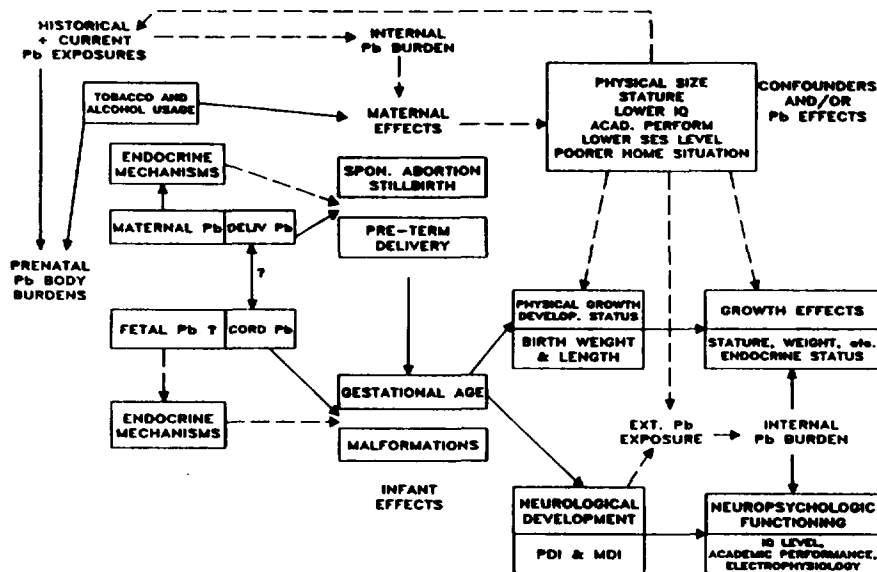 HISTORICAL
+ CURRENT
Pb EXPOSURES
INTERNAL
Pb BURDEN
TOBACCO AND
ALCOHOL USAGE
MATERNAL
EFFECTS
PHYSICAL SIZE
STATURE
LOWER IQ
ACAD. PERFORM
LOWER SES LEVEL
POORER HOME SITUATION
CONFOUNDERS
AND/OR
Pb EFFECTS
ENDOCRINE
MECHANISMS
SPON. ABORTION
STILLBIRTH
MATERNAL Pb
DELIV Pb
PRE-TERM
DELIVERY
PRENATAL
Pb BODY
BURDENS
?
FETAL Pb ?
CORD Pb
PHYSICAL GROWTH
DEVELOP. STATUS
BIRTH WEIGHT
& LENGTH
GROWTH EFFECTS
STATURE, WEIGHT, etc.
ENDOCRINE STATUS
GESTATIONAL AGE
MALFORMATIONS
ENDOCRINE
MECHANISMS
EXT. Pb
EXPOSURE
INTERNAL
Pb BURDEN
INFANT
EFFECTS
NEUROLOGICAL
DEVELOPMENT
PDI & MDI
NEUROPSYCHOLOGIC
FUNCTIONING
IQ LEVEL,
ACADEMIC PERFORMANCE,
ELECTROPHYSIOLOGY